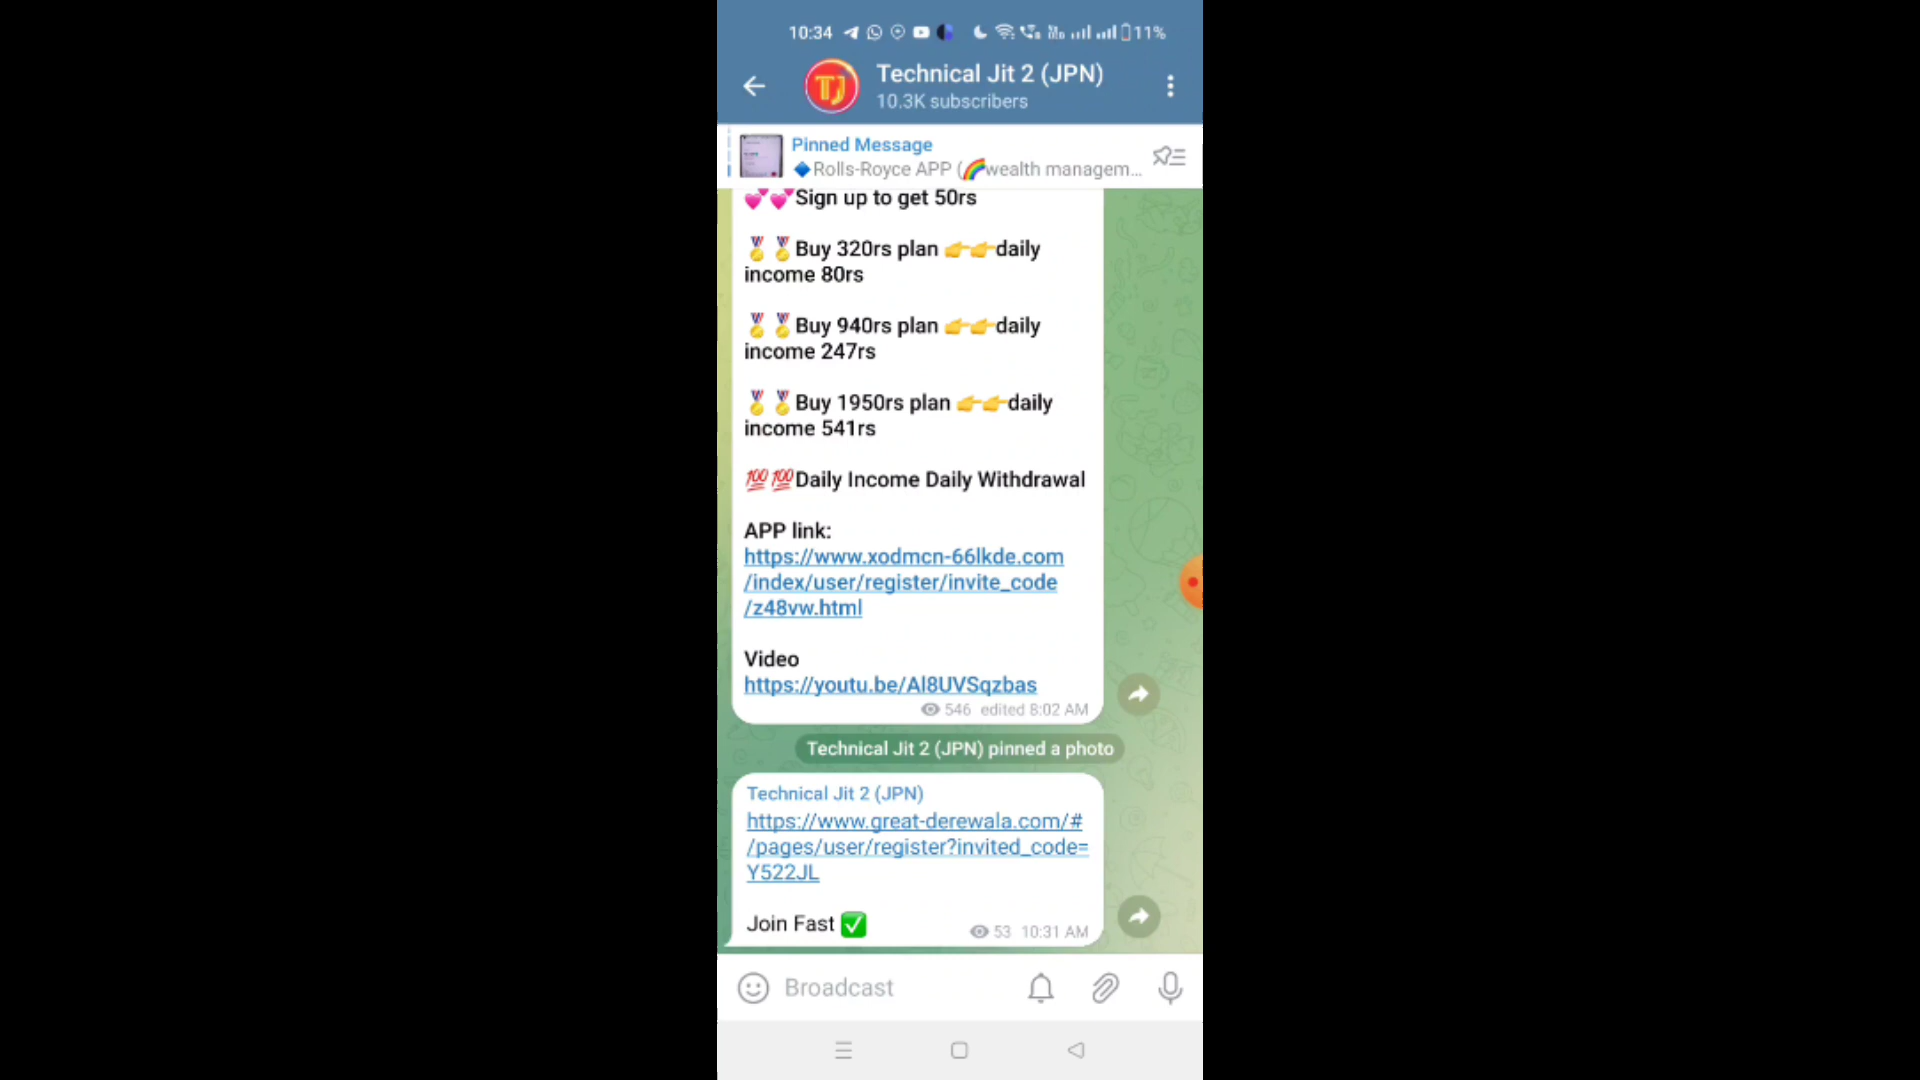 10:34
11%
Technical Jit 2 (JPN)
10.3K subscribers
Pinned Message
🔷Rolls-Royce APP (🌈wealth managem...
💕💕Sign up to get 50rs
🏅🏅Buy 320rs plan 👉👉daily
income 80rs
🏅🏅Buy 940rs plan 👉👉daily
income 247rs
🏅🏅Buy 1950rs plan 👉👉daily
income 541rs
💯💯Daily Income Daily Withdrawal
APP link:
https://www.xodmcn-66lkde.com
/index/user/register/invite_code
/z48vw.html
Video
https://youtu.be/Al8UVSqzbas
546 edited 8:02 AM
Technical Jit 2 (JPN) pinned a photo
Technical Jit 2 (JPN)
https://www.great-derewala.com/#
/pages/user/register?invited_code=
Y522JL
Join Fast ✅
53 10:31 AM
Broadcast